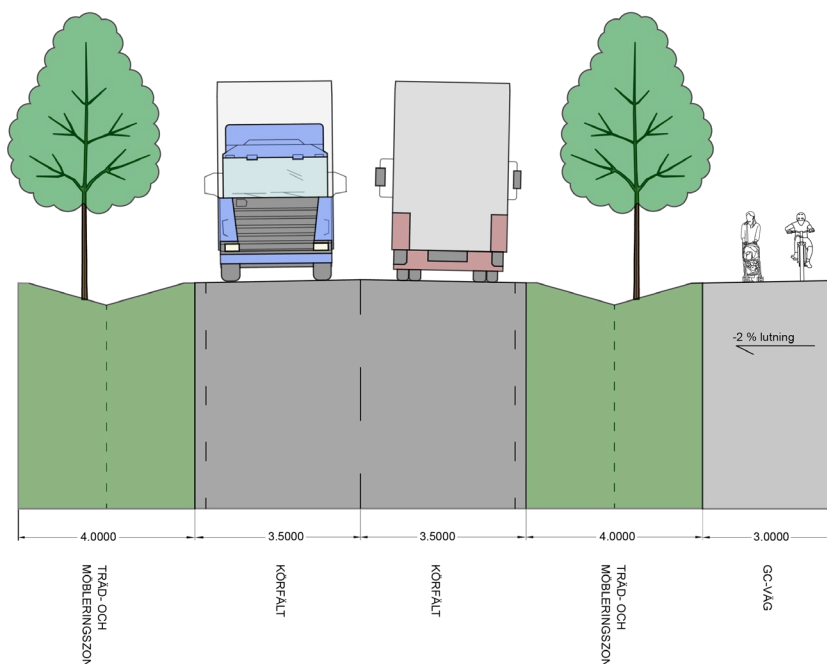 -2 % lutning
4.0000
3.5000
3.5000
4.0000
3.0000
TRÄD- OCH
MÖBLERINGSZON
KÖRFÄLT
KÖRFÄLT
TRÄD- OCH
MÖBLERINGSZON
GC-VÄG